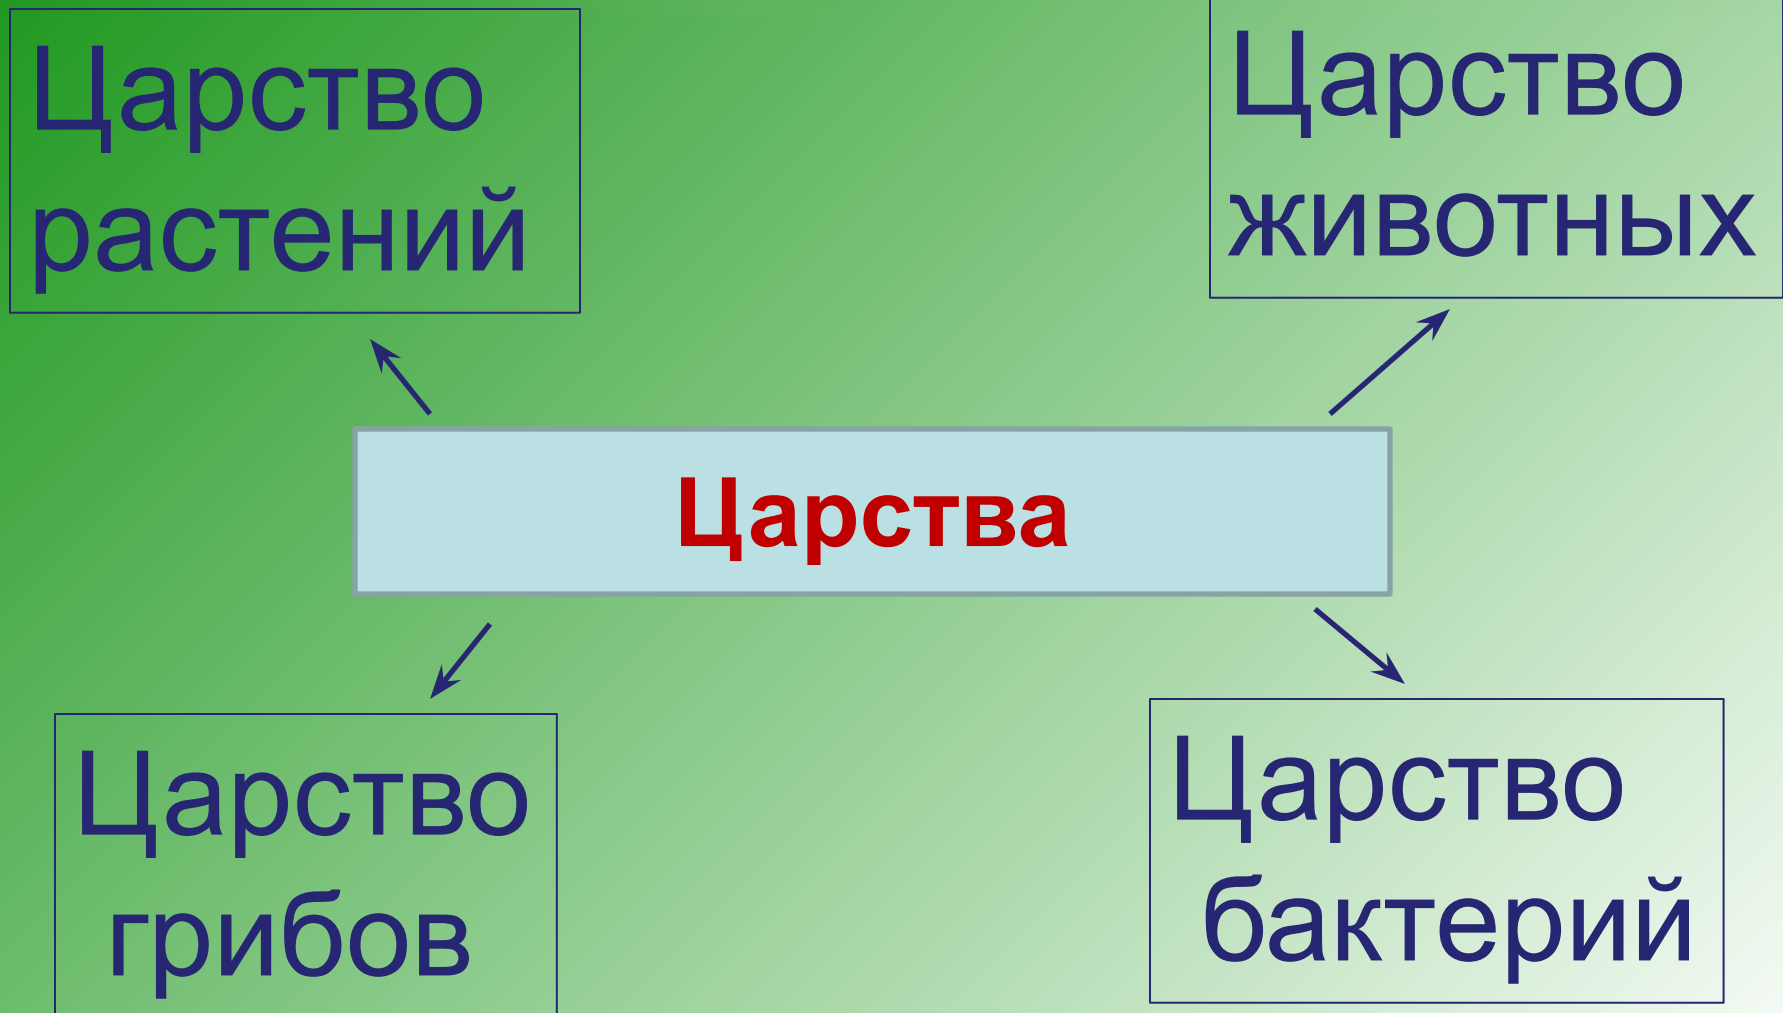 Царство
растений
Царство
животных
Царства
Царство
грибов
Царство
бактерий